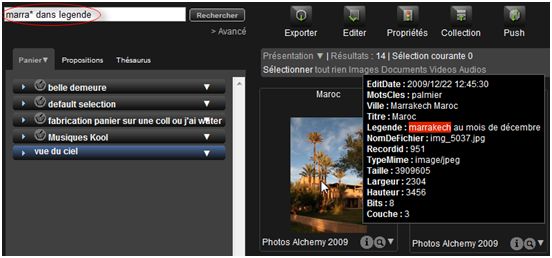 marra* dans legende
Rechercher
> Avancé
Exporter
Editer
Propriétés
Collection
Push
Panier▼
Propositions
Thésaurus
belle demeure
default selection
fabrication panier sur une coll ou j'ai water
Musiques Kool
vue du ciel
Présentation ▼ | Résultats : 14 | Sélection courante 0
Sélectionner tout rien Images Documents Videos Audios
Maroc
EditDate : 2009/12/22 12:45:30
MotsCles : palmier
Ville : Marrakech Maroc
Titre : Maroc
Legende : marrakech au mois de décembre
NomDeFichier : img_5037.jpg
Recordid : 951
TypeMime : image/jpeg
Taille : 3909605
Largeur : 2304
Hauteur : 3456
Bits : 8
Couche : 3
Photos Alchemy 2009
Photos Alchemy 2009